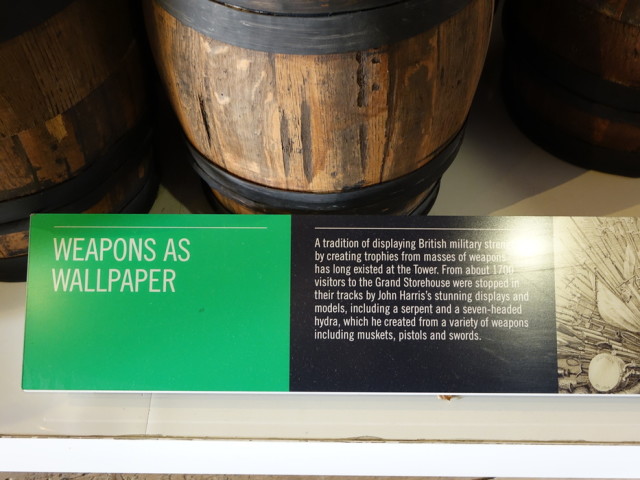 WEAPONS AS
WALLPAPER
A tradition of displaying British military strength
by creating trophies from masses of weapons
has long existed at the Tower. From about 1700
visitors to the Grand Storehouse were stopped in
their tracks by John Harris's stunning displays and
models, including a serpent and a seven-headed
hydra, which he created from a variety of weapons
including muskets, pistols and swords.